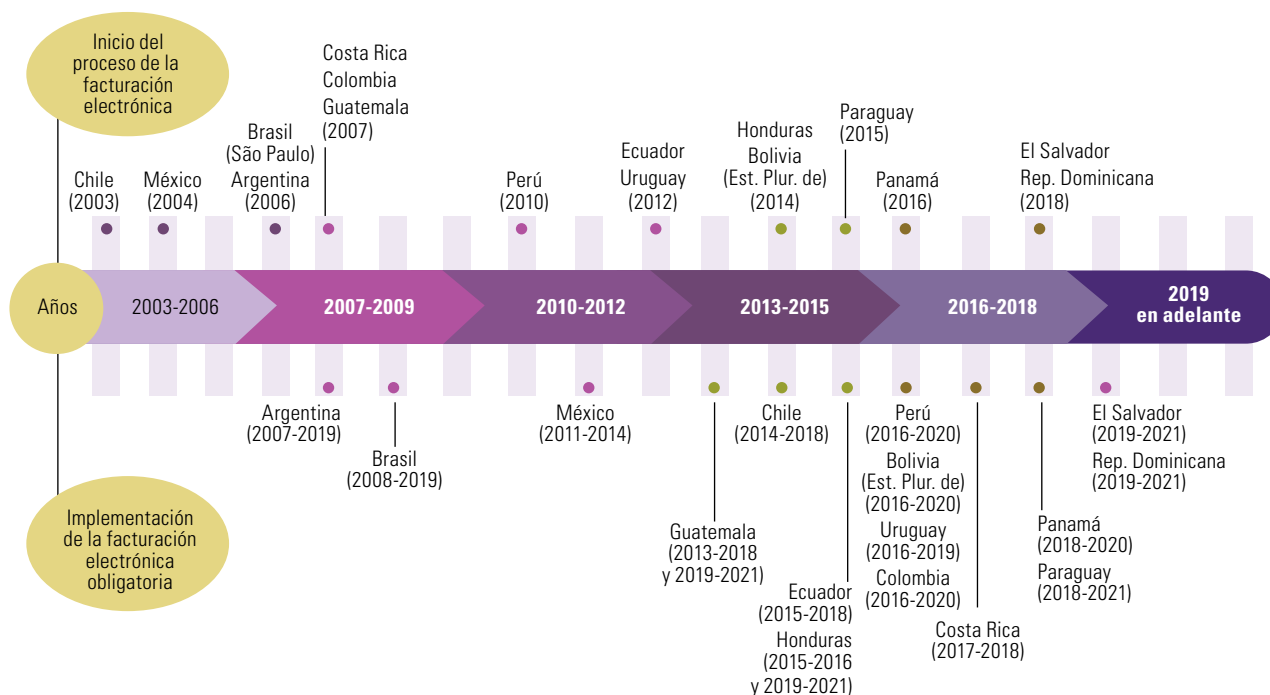 Inicio del
proceso de la
facturación
electrónica
Chile
(2003)
México
(2004)
Brasil
(São Paulo)
Argentina
(2006)
Costa Rica
Colombia
Guatemala
(2007)
Perú
(2010)
Ecuador
Uruguay
(2012)
Honduras
Bolivia
(Est. Plur. de)
(2014)
Paraguay
(2015)
Panamá
(2016)
El Salvador
Rep. Dominicana
(2018)
Años
2003-2006
2007-2009
2010-2012
2013-2015
2016-2018
2019
en adelante
Implementación
de la facturación
electrónica
obligatoria
Argentina
(2007-2019)
Brasil
(2008-2019)
México
(2011-2014)
Guatemala
(2013-2018
y 2019-2021)
Chile
(2014-2018)
Ecuador
(2015-2018)
Honduras
(2015-2016
y 2019-2021)
Perú
(2016-2020)
Bolivia
(Est. Plur. de)
(2016-2020)
Uruguay
(2016-2019)
Colombia
(2016-2020)
Costa Rica
(2017-2018)
Panamá
(2018-2020)
Paraguay
(2018-2021)
El Salvador
(2019-2021)
Rep. Dominicana
(2019-2021)